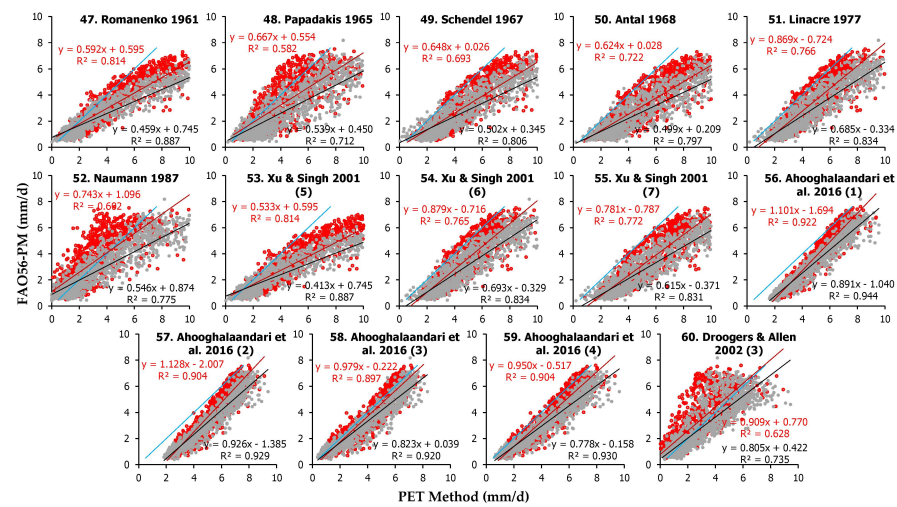 47. Romanenko 1961
y = 0.592x + 0.595
R² = 0.814
y = 0.459x + 0.745
R² = 0.887
48. Papadakis 1965
y = 0.667x + 0.554
R² = 0.582
y = 0.539x + 0.450
R² = 0.712
49. Schendel 1967
y = 0.648x + 0.026
R² = 0.693
y = 0.502x + 0.345
R² = 0.806
50. Antal 1968
y = 0.624x + 0.028
R² = 0.722
y = 0.499x + 0.209
R² = 0.797
51. Linacre 1977
y = 0.869x - 0.724
R² = 0.766
y = 0.685x - 0.334
R² = 0.834
52. Naumann 1987
y = 0.743x + 1.096
R² = 0.602
y = 0.546x + 0.874
R² = 0.775
53. Xu & Singh 2001
(5)
y = 0.533x + 0.595
R² = 0.814
y = 0.413x + 0.745
R² = 0.887
54. Xu & Singh 2001
(6)
y = 0.879x - 0.716
R² = 0.765
y = 0.693x - 0.329
R² = 0.834
55. Xu & Singh 2001
(7)
y = 0.781x - 0.787
R² = 0.772
y = 0.615x - 0.371
R² = 0.831
56. Ahooghalaandari et
al. 2016 (1)
y = 1.101x - 1.694
R² = 0.922
y = 0.891x - 1.040
R² = 0.944
57. Ahooghalaandari et
al. 2016 (2)
y = 1.128x - 2.007
R² = 0.904
y = 0.926x - 1.385
R² = 0.929
58. Ahooghalaandari et
al. 2016 (3)
y = 0.979x - 0.222
R² = 0.897
y = 0.823x + 0.039
R² = 0.920
59. Ahooghalaandari et
al. 2016 (4)
y = 0.950x - 0.517
R² = 0.904
y = 0.778x - 0.158
R² = 0.930
60. Droogers & Allen
2002 (3)
y = 0.909x + 0.770
R² = 0.628
y = 0.805x + 0.422
R² = 0.735
FAO56-PM (mm/d)
PET Method (mm/d)